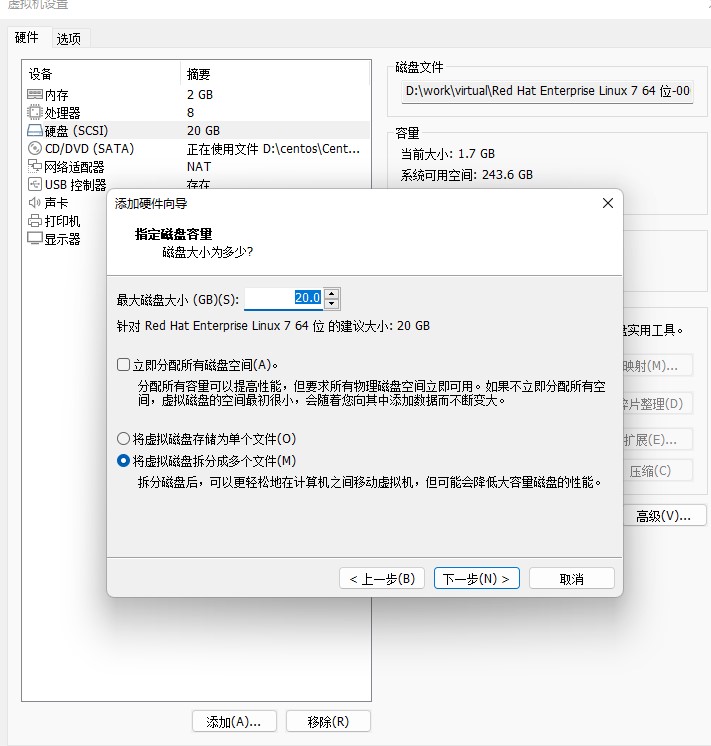 虚拟机设置
硬件
选项
设备
摘要
内存
2 GB
处理器
8
硬盘 (SCSI)
20 GB
CD/DVD (SATA)
正在使用文件 D:\centos\Cent...
网络适配器
NAT
USB 控制器
存在
声卡
打印机
显示器
磁盘文件
D:\work\virtual\Red Hat Enterprise Linux 7 64 位-00
容量
当前大小: 1.7 GB
系统可用空间: 243.6 GB
添加硬件向导
指定磁盘容量
磁盘大小为多少?
最大磁盘大小 (GB)(S):
20.0
针对 Red Hat Enterprise Linux 7 64 位 的建议大小: 20 GB
立即分配所有磁盘空间(A)。
分配所有容量可以提高性能，但要求所有物理磁盘空间立即可用。如果不立即分配所有空
间，虚拟磁盘的空间最初很小，会随着您向其中添加数据而不断变大。
将虚拟磁盘存储为单个文件(O)
将虚拟磁盘拆分成多个文件(M)
拆分磁盘后，可以更轻松地在计算机之间移动虚拟机，但可能会降低大容量磁盘的性能。
< 上一步(B)
下一步(N) >
取消
盘实用工具。
映射(M)...
碎片整理(D)
扩展(E)...
压缩(C)
高级(V)...
添加(A)...
移除(R)